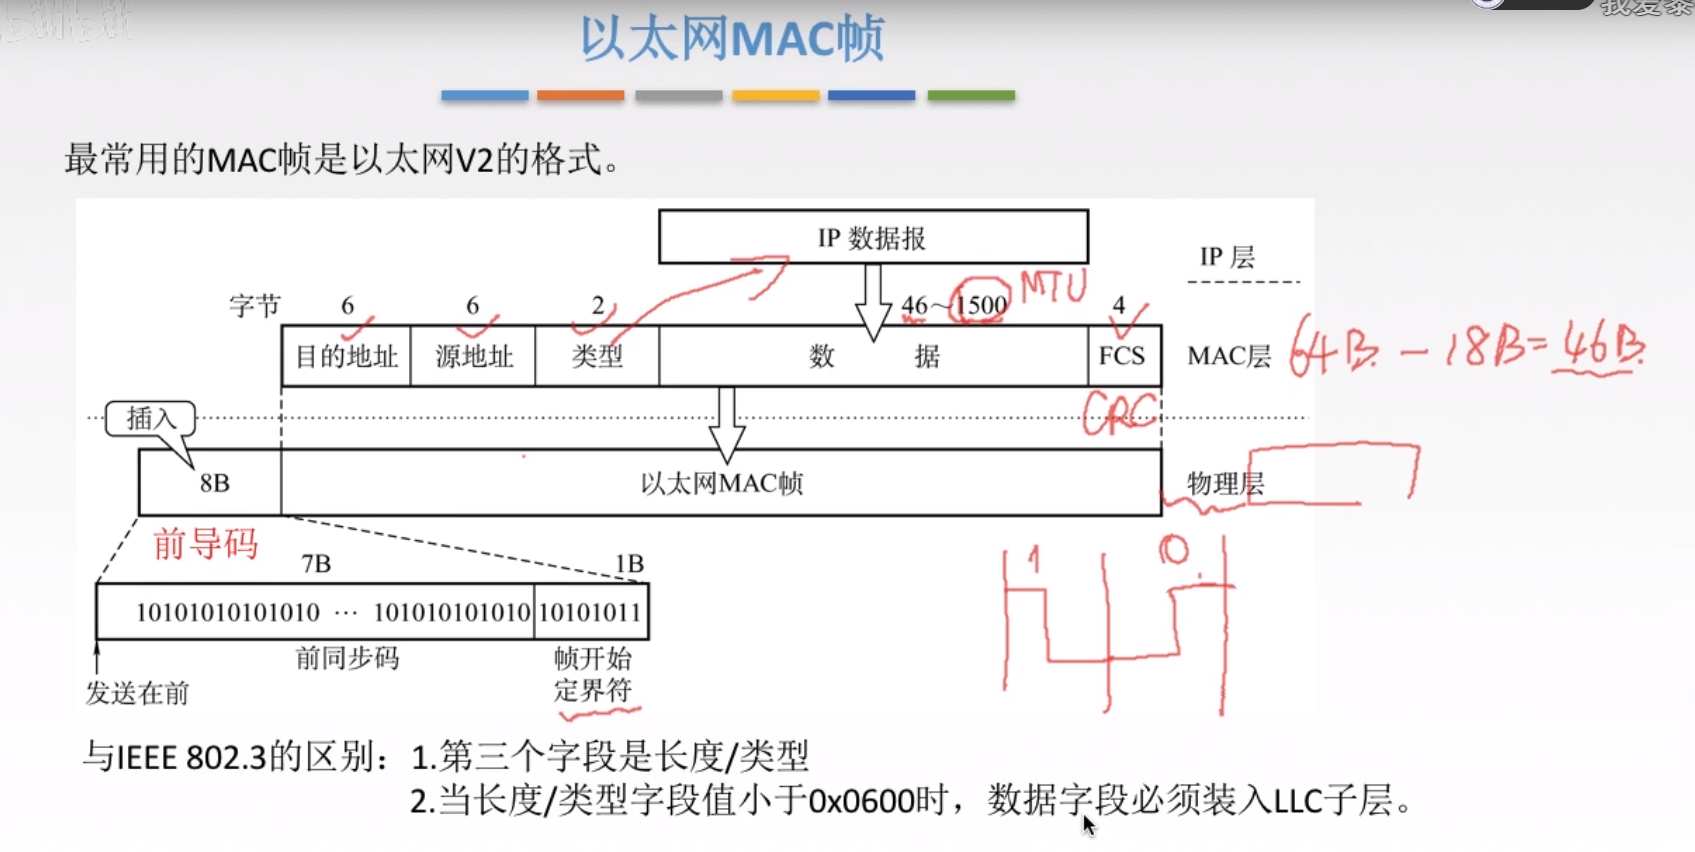 bilibili
我爱泰
以太网MAC帧
最常用的MAC帧是以太网V2的格式。
IP 数据报
IP 层
字节 6 6 2 46~1500 MTU 4
目的地址 源地址 类型 数 据 FCS MAC层 64B - 18B = 46B
CRC
插入
8B 以太网MAC帧 物理层
前导码
7B 1B
1 0
10101010101010 ··· 101010101010 10101011
前同步码 帧开始
定界符
发送在前
与IEEE 802.3的区别：1.第三个字段是长度/类型
2.当长度/类型字段值小于0x0600时，数据字段必须装入LLC子层。